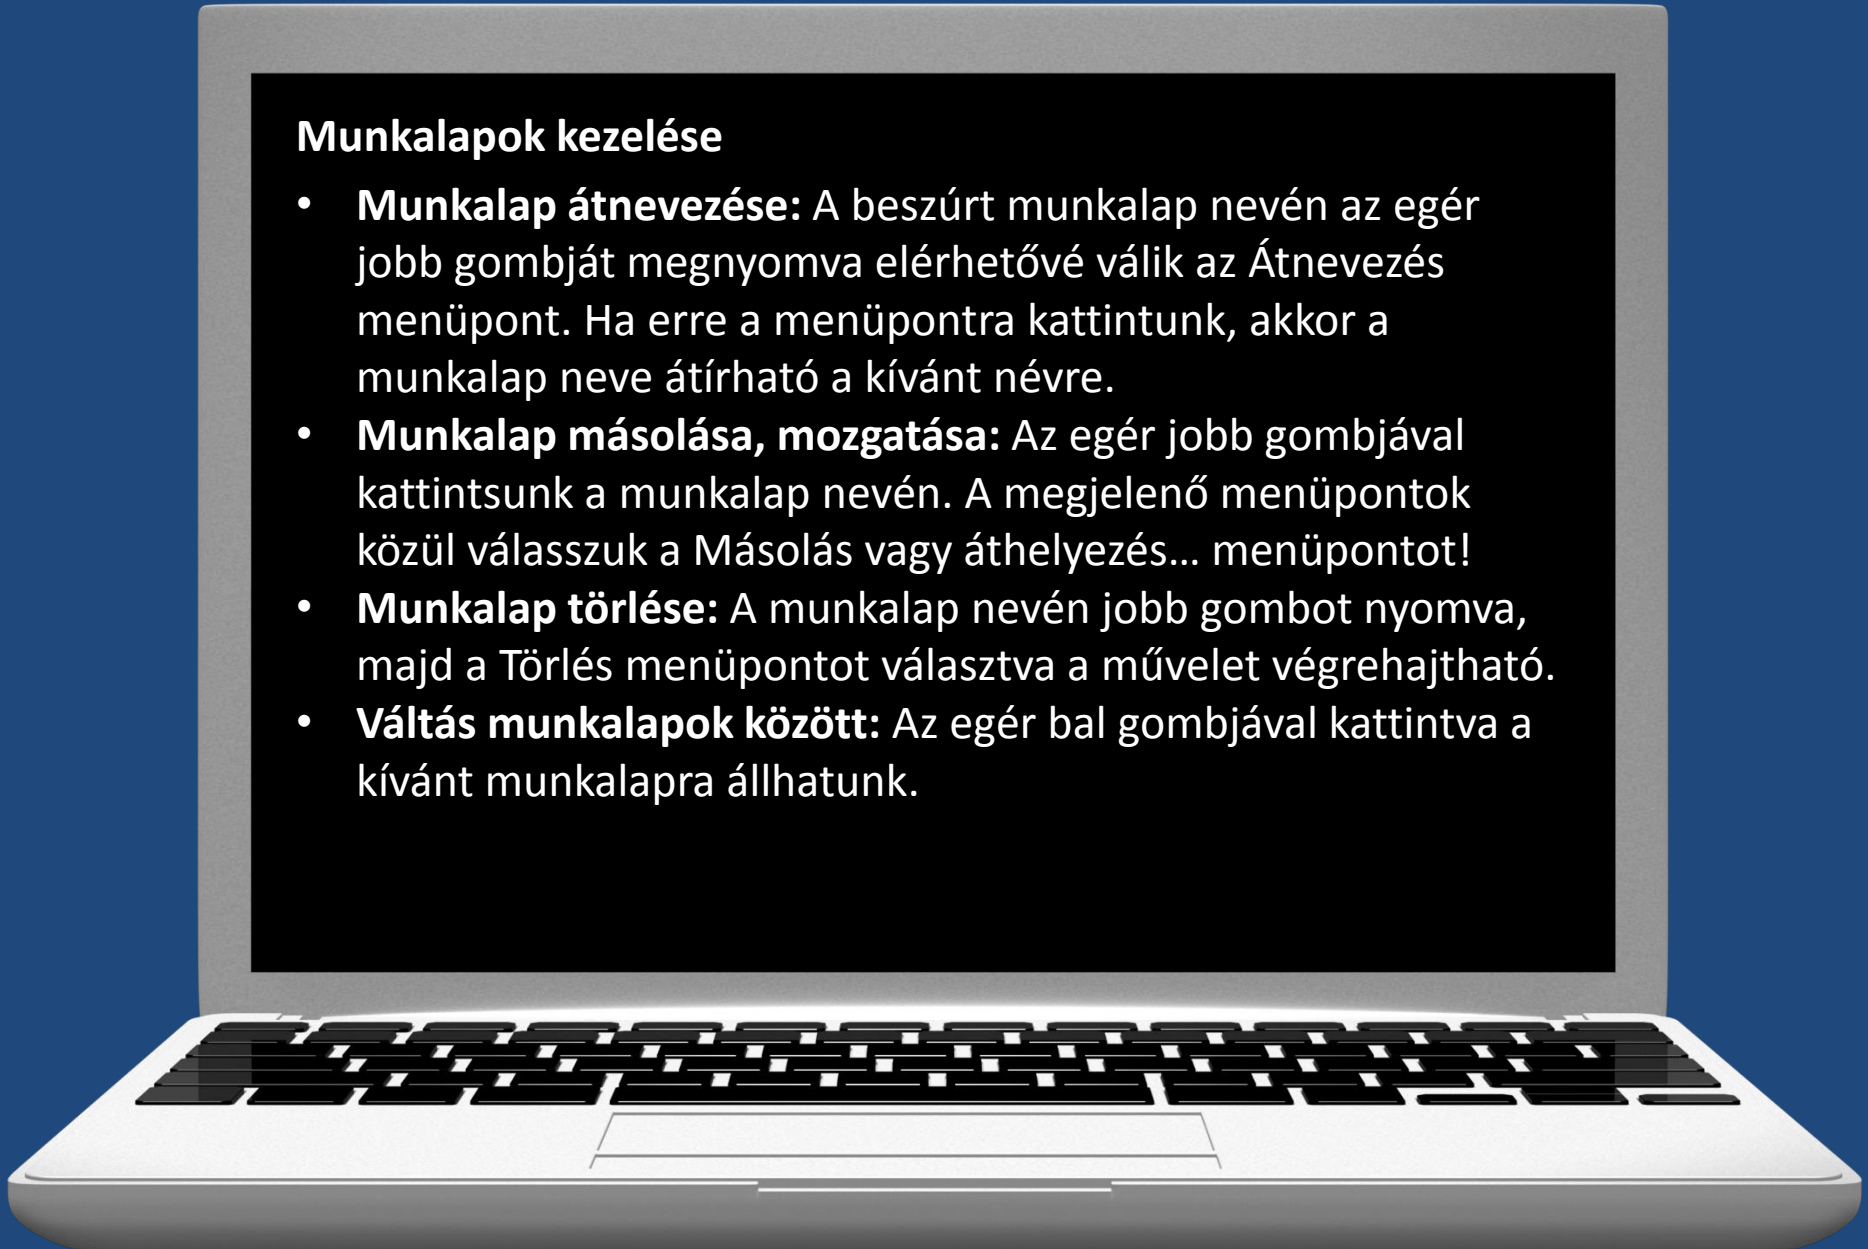 Munkalapok kezelése
• Munkalap átnevezése: A beszúrt munkalap nevén az egér
jobb gombját megnyomva elérhetővé válik az Átnevezés
menüpont. Ha erre a menüpontra kattintunk, akkor a
munkalap neve átírható a kívánt névre.
• Munkalap másolása, mozgatása: Az egér jobb gombjával
kattintsunk a munkalap nevén. A megjelenő menüpontok
közül válasszuk a Másolás vagy áthelyezés… menüpontot!
• Munkalap törlése: A munkalap nevén jobb gombot nyomva,
majd a Törlés menüpontot választva a művelet végrehajtható.
• Váltás munkalapok között: Az egér bal gombjával kattintva a
kívánt munkalapra állhatunk.